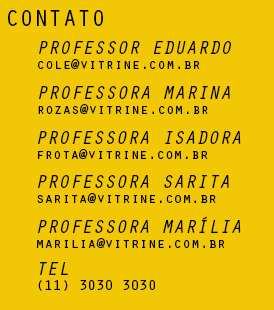 CONTATO
PROFESSOR EDUARDO
COLE@VITRINE.COM.BR
PROFESSORA MARINA
ROZAS@VITRINE.COM.BR
PROFESSORA ISADORA
FROTA@VITRINE.COM.BR
PROFESSORA SARITA
SARITA@VITRINE.COM.BR
PROFESSORA MARÍLIA
MARILIA@VITRINE.COM.BR
TEL
(11) 3030 3030